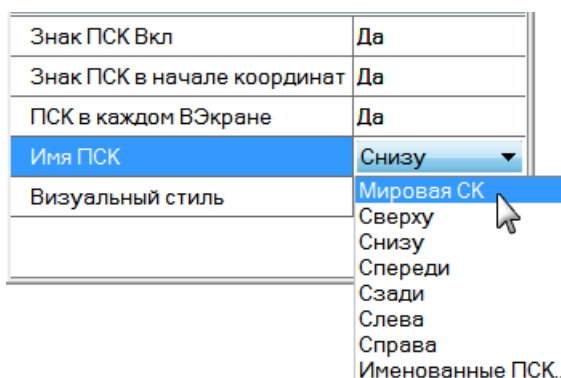 Знак ПСК Вкл Да
Знак ПСК в начале координат Да
ПСК в каждом ВЭкране Да
Имя ПСК Снизу
Визуальный стиль Мировая СК
Сверху
Снизу
Спереди
Сзади
Слева
Справа
Именованные ПСК..